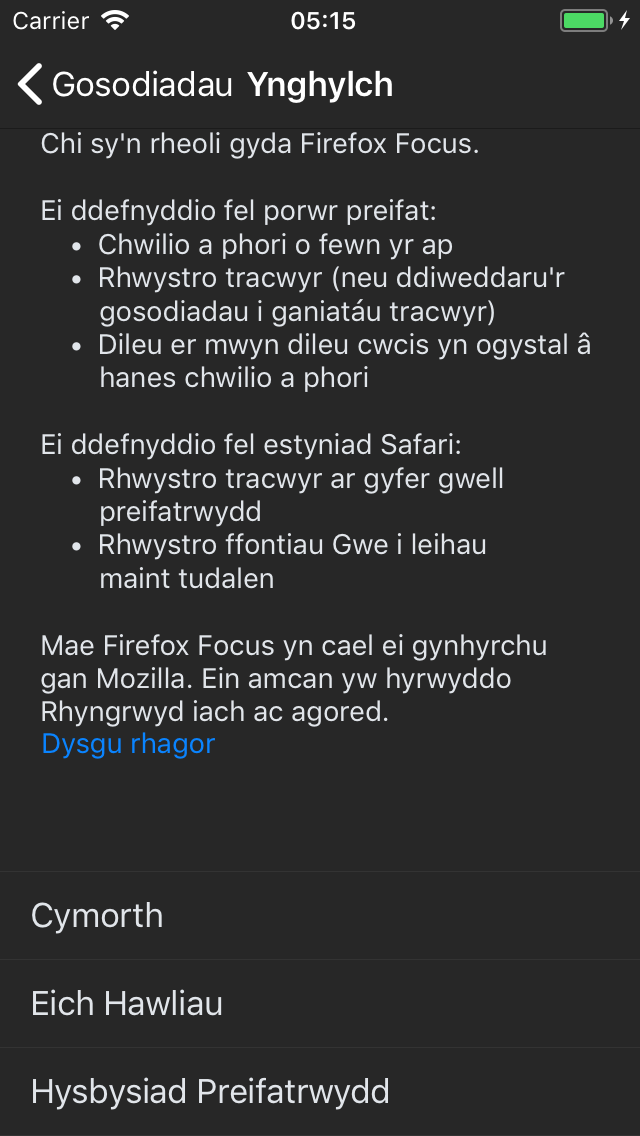 Carrier 05:15
Gosodiadau Ynghylch
Chi sy'n rheoli gyda Firefox Focus.
Ei ddefnyddio fel porwr preifat:
• Chwilio a phori o fewn yr ap
• Rhwystro tracwyr (neu ddiweddaru'r
gosodiadau i ganiatáu tracwyr)
• Dileu er mwyn dileu cwcis yn ogystal â
hanes chwilio a phori
Ei ddefnyddio fel estyniad Safari:
• Rhwystro tracwyr ar gyfer gwell
preifatrwydd
• Rhwystro ffontiau Gwe i leihau
maint tudalen
Mae Firefox Focus yn cael ei gynhyrchu
gan Mozilla. Ein amcan yw hyrwyddo
Rhyngrwyd iach ac agored.
Dysgu rhagor
Cymorth
Eich Hawliau
Hysbysiad Preifatrwydd